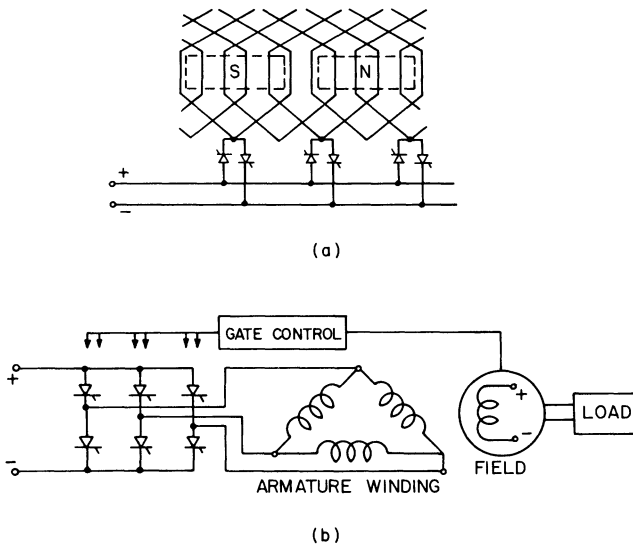 S N
+
−
(a)
GATE CONTROL
+
−
+
−
LOAD
FIELD
ARMATURE WINDING
(b)